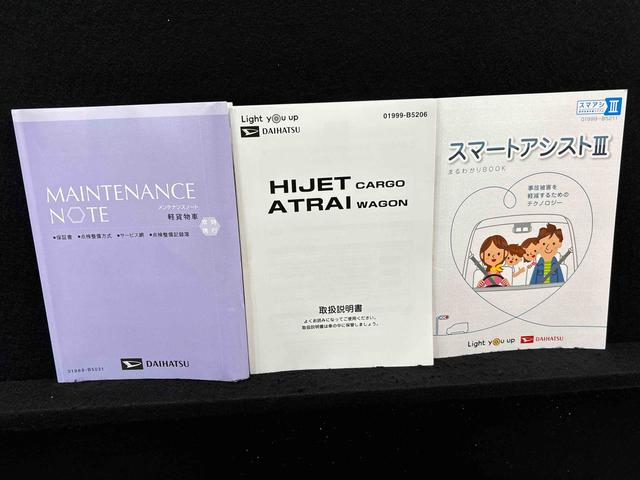 MAINTENANCE
NOTE
メンテナンスノート
軽貨物車
•保証書 •点検整備方式 •サービス網 •点検整備記録簿
DAIHATSU
Light you up
DAIHATSU
01999-B5206
HIJET CARGO
ATRAI WAGON
取扱説明書
よくお読みになってご使用ください。
取扱説明書は車の中に保管しましょう。
スマアシ Ⅲ
スマートアシストⅢ
まるわかりBOOK
事故被害を
軽減するための
テクノロジー
Light you up
DAIHATSU